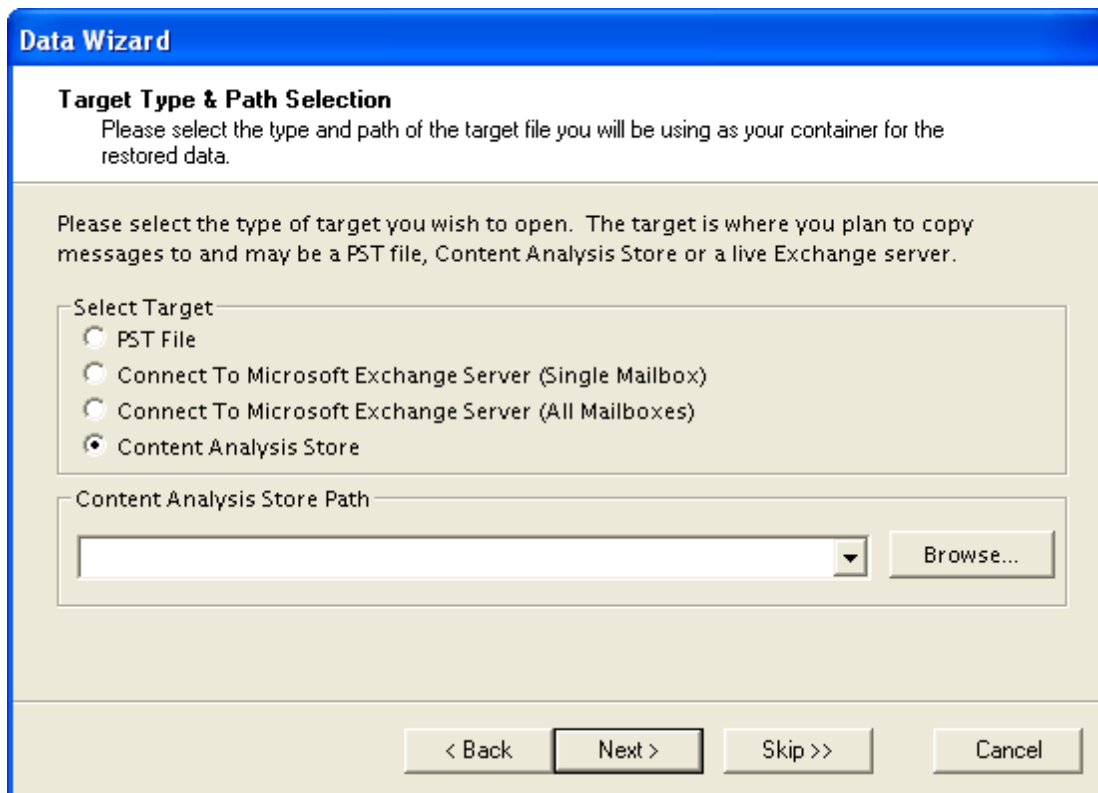 Data Wizard
Target Type & Path Selection
Please select the type and path of the target file you will be using as your container for the
restored data.
Please select the type of target you wish to open.  The target is where you plan to copy
messages to and may be a PST file, Content Analysis Store or a live Exchange server.
Select Target
PST File
Connect To Microsoft Exchange Server (Single Mailbox)
Connect To Microsoft Exchange Server (All Mailboxes)
Content Analysis Store
Content Analysis Store Path
Browse...
< Back Next > Skip >> Cancel